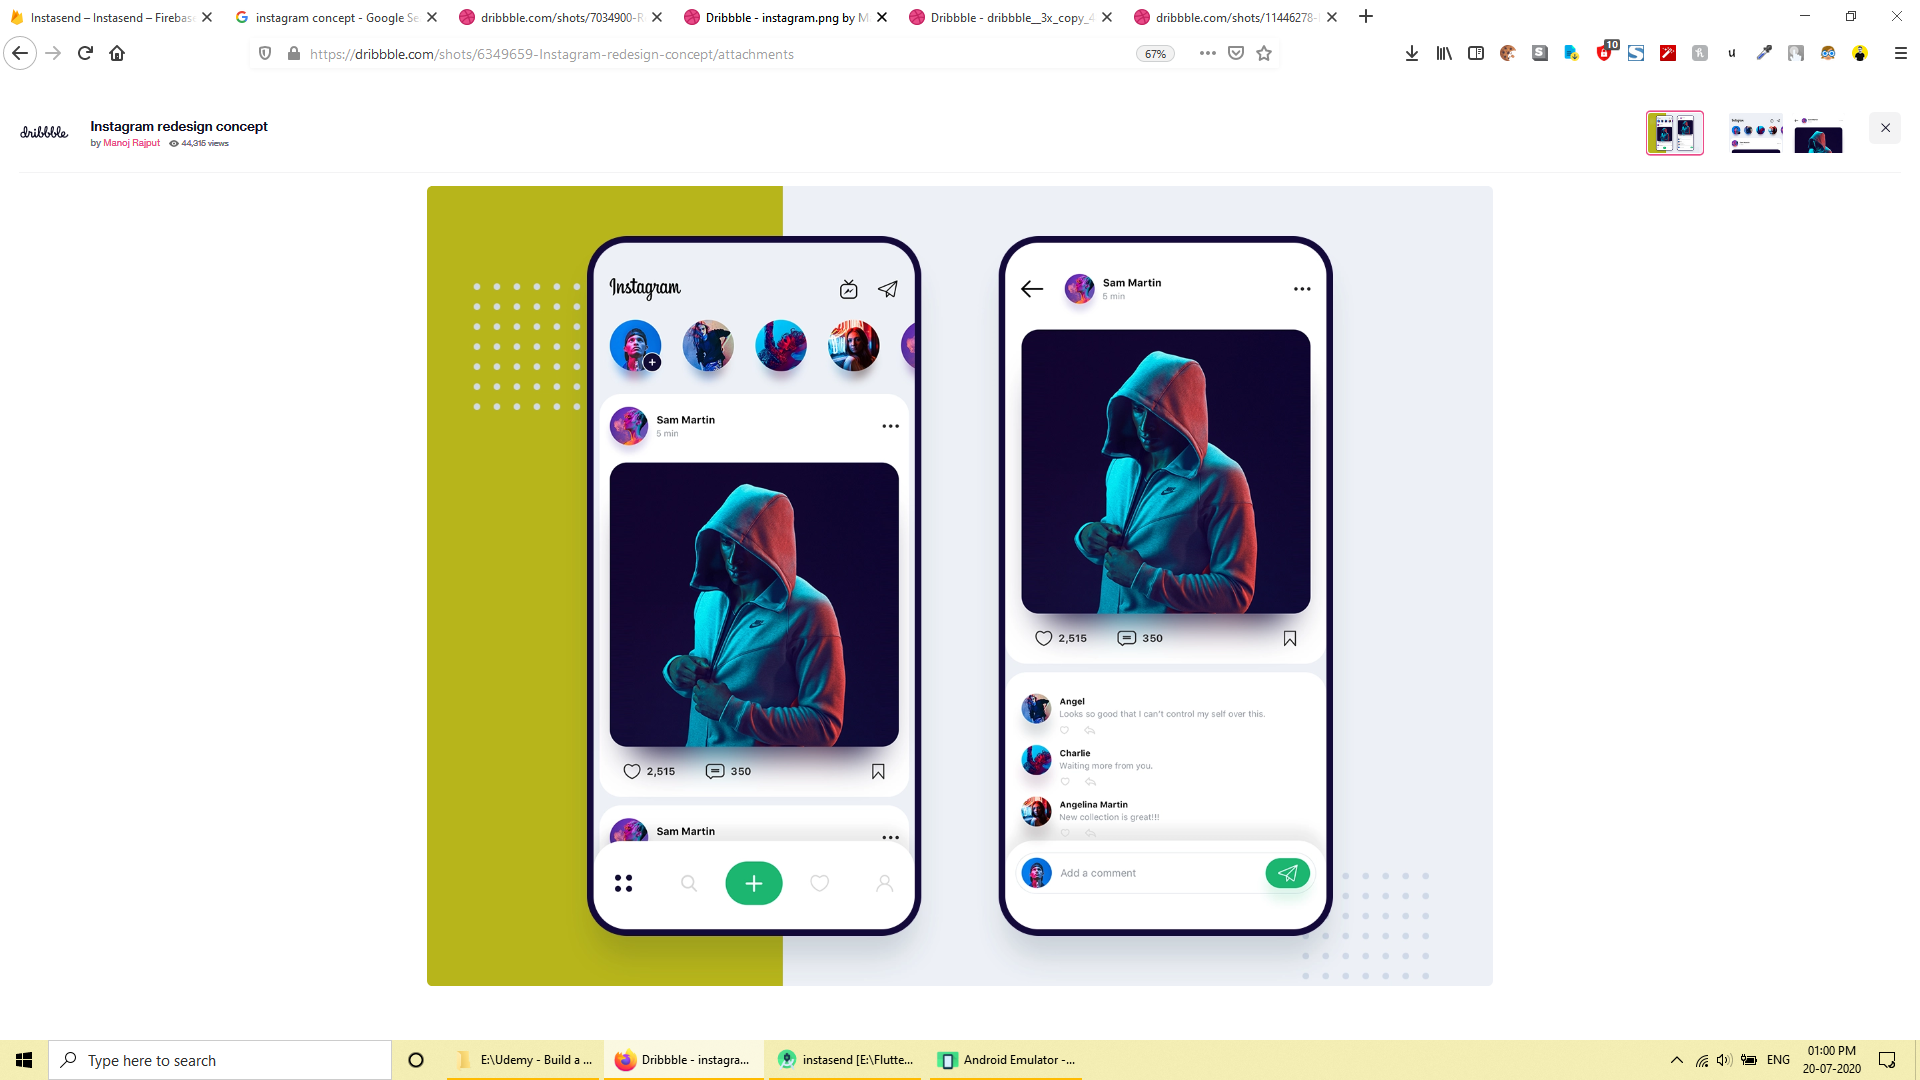 Instasend – Instasend – Firebas
instagram concept - Google Se
dribbble.com/shots/7034900-R
Dribbble - instagram.png by M
Dribbble - dribbble__3x_copy_4
dribbble.com/shots/11446278-
https://dribbble.com/shots/6349659-Instagram-redesign-concept/attachments
67%
10
dribbble
Instagram redesign concept
by Manoj Rajput 44,315 views
Instagram
Sam Martin
5 min
2,515
350
Sam Martin
Sam Martin
5 min
2,515
350
Angel
Looks so good that I can't control my self over this.
Charlie
Waiting more from you.
Angelina Martin
New collection is great!!!
Add a comment
Type here to search
E:\Udemy - Build a ...
Dribbble - instagra...
instasend [E:\Flutte...
Android Emulator -...
ENG
01:00 PM
20-07-2020